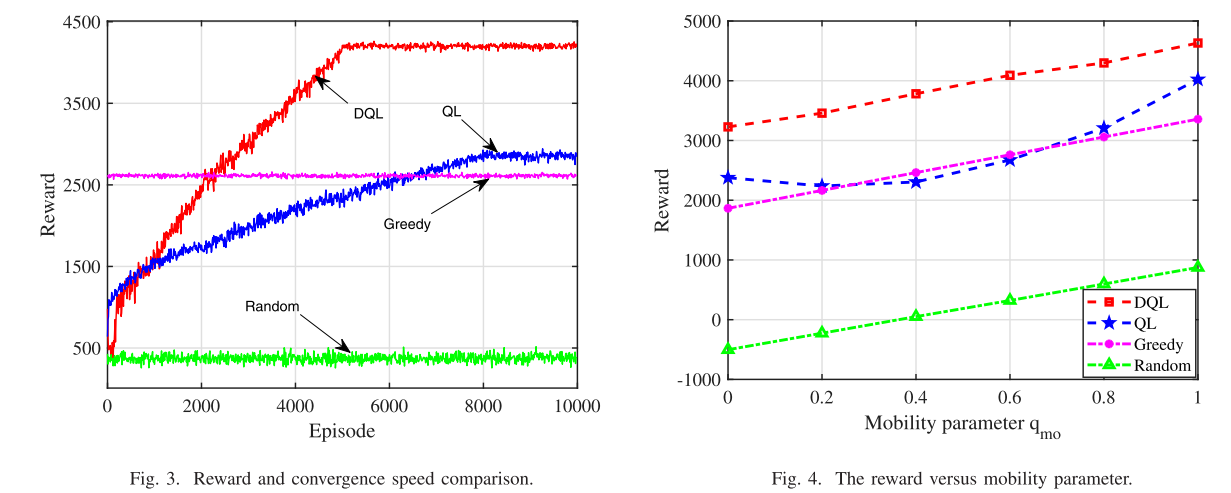 4500
3500
2500
1500
500
0
2000
4000
6000
8000
10000
Reward
Episode
DQL
QL
Greedy
Random
Fig. 3. Reward and convergence speed comparison.
5000
4000
3000
2000
1000
0
-1000
0
0.2
0.4
0.6
0.8
1
Reward
Mobility parameter q_mo
DQL
QL
Greedy
Random
Fig. 4. The reward versus mobility parameter.